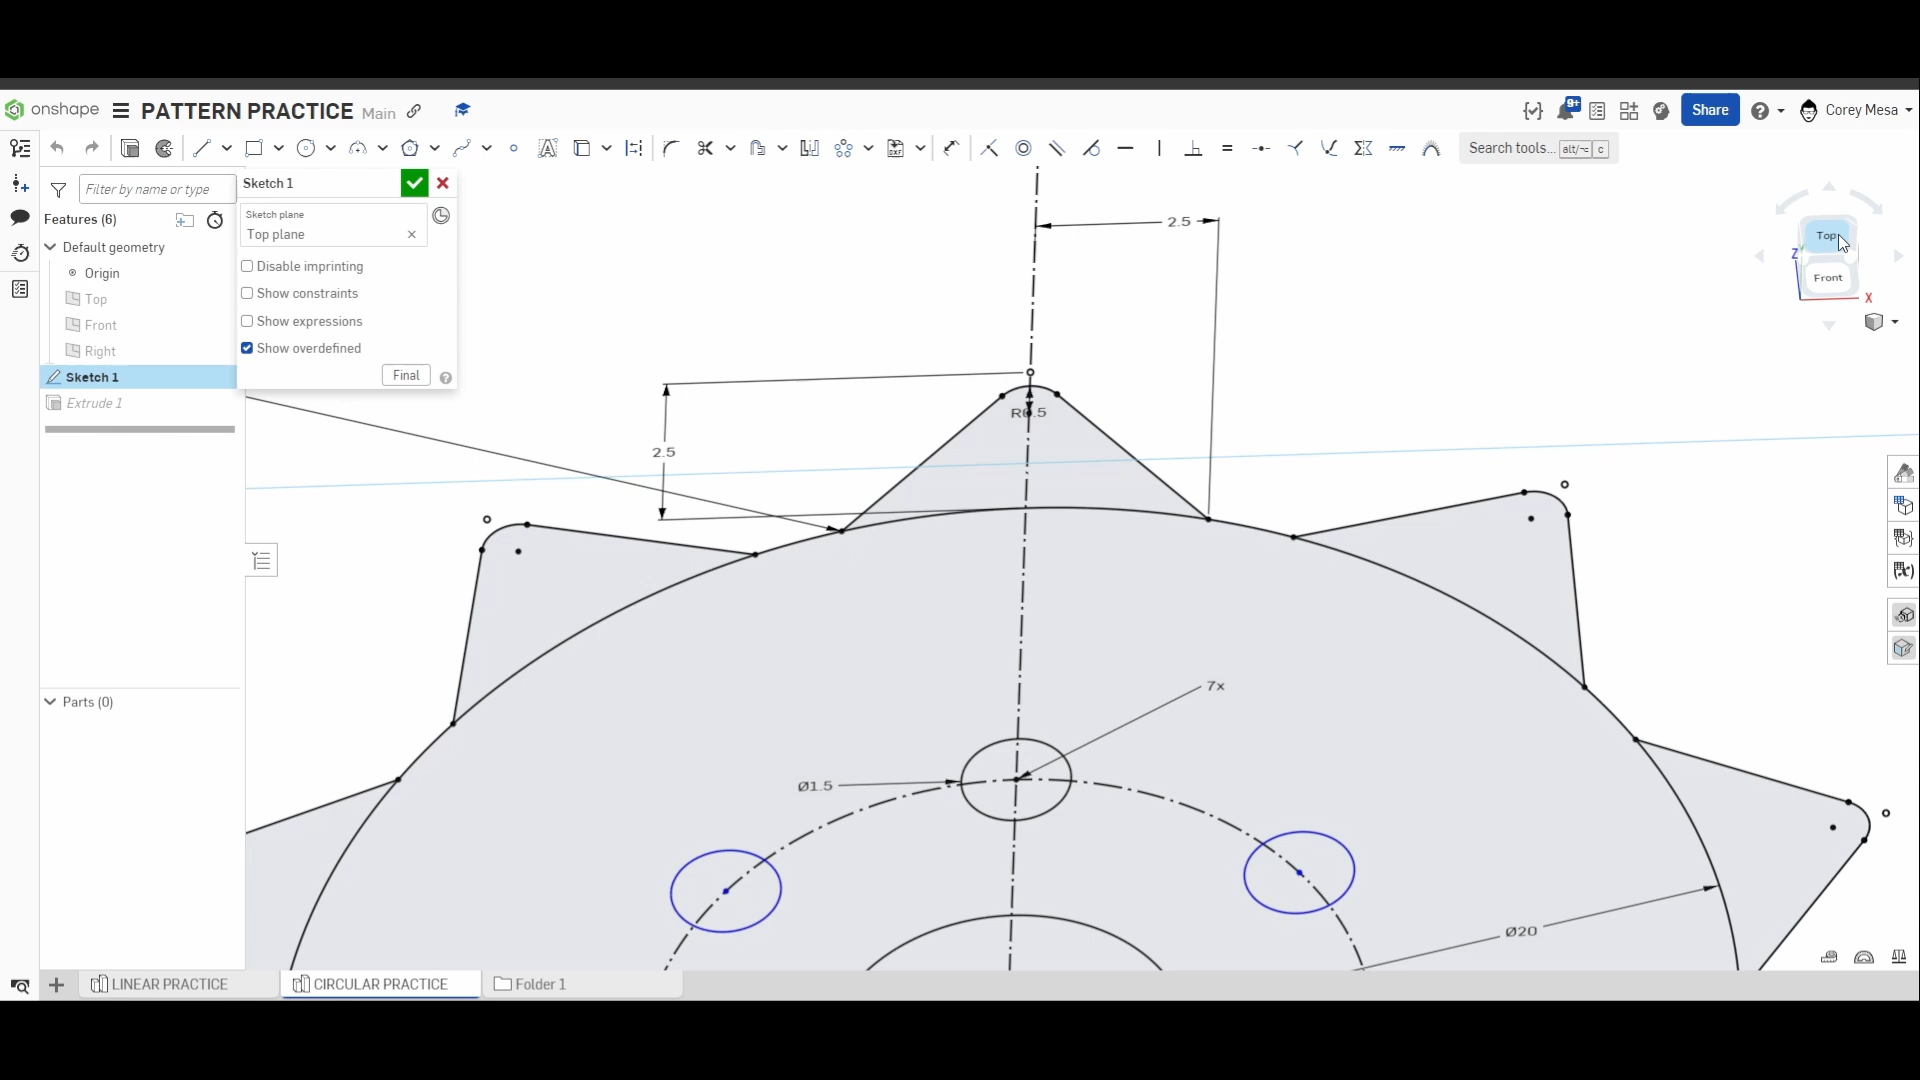 onshape PATTERN PRACTICE Main
9+ Share Corey Mesa
Search tools... alt/⌥ c
Filter by name or type
Features (6)
Default geometry
Origin
Top
Front
Right
Sketch 1
Extrude 1
Parts (0)
Sketch 1
Sketch plane
Top plane
Disable imprinting
Show constraints
Show expressions
Show overdefined
Final
2.5
2.5
R0.5
7x
Ø1.5
Ø20
Top
Z
Front
X
LINEAR PRACTICE CIRCULAR PRACTICE Folder 1